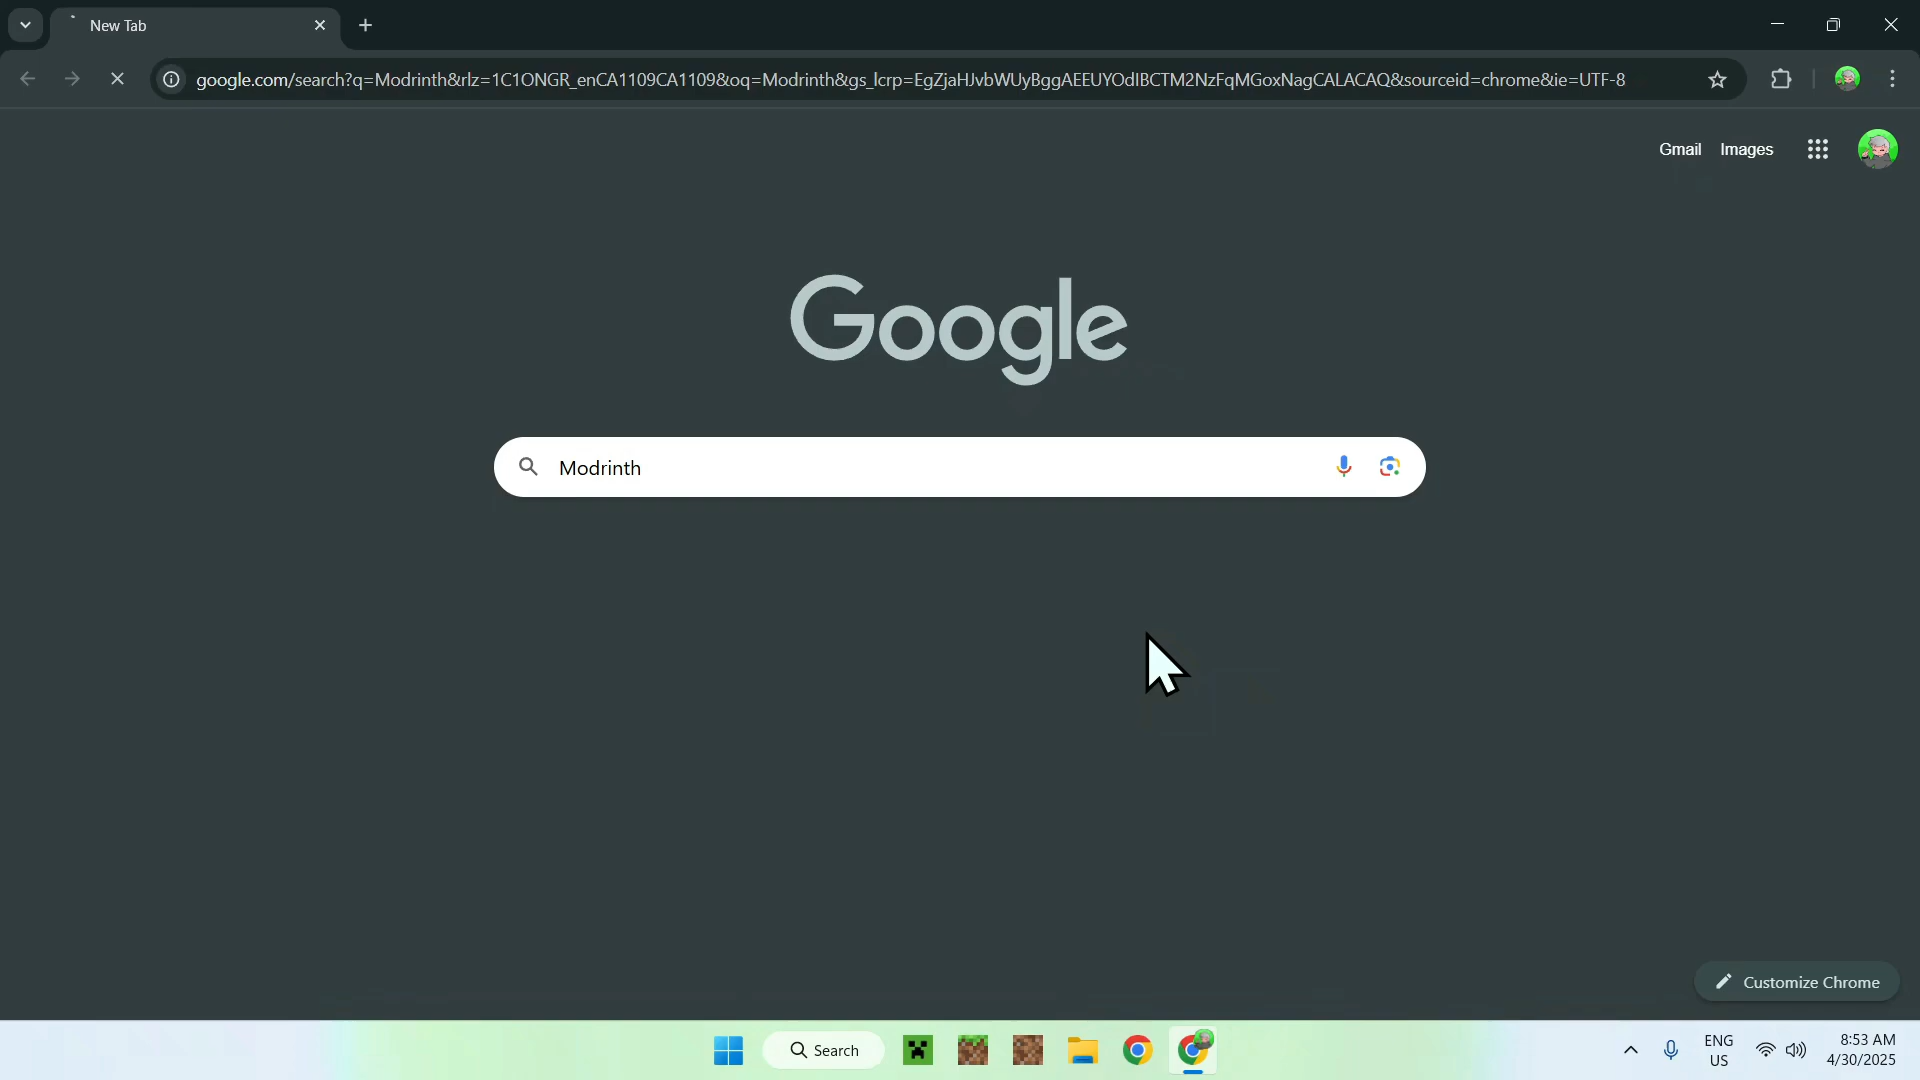 New Tab
google.com/search?q=Modrinth&rlz=1C1ONGR_enCA1109CA1109&oq=Modrinth&gs_lcrp=EgZjaHJvbWUyBggAEEUYOdIBCTM2NzFqMGoxNagCALACAQ&sourceid=chrome&ie=UTF-8
Gmail Images
Google
Modrinth
Customize Chrome
Search
ENG
US
8:53 AM
4/30/2025